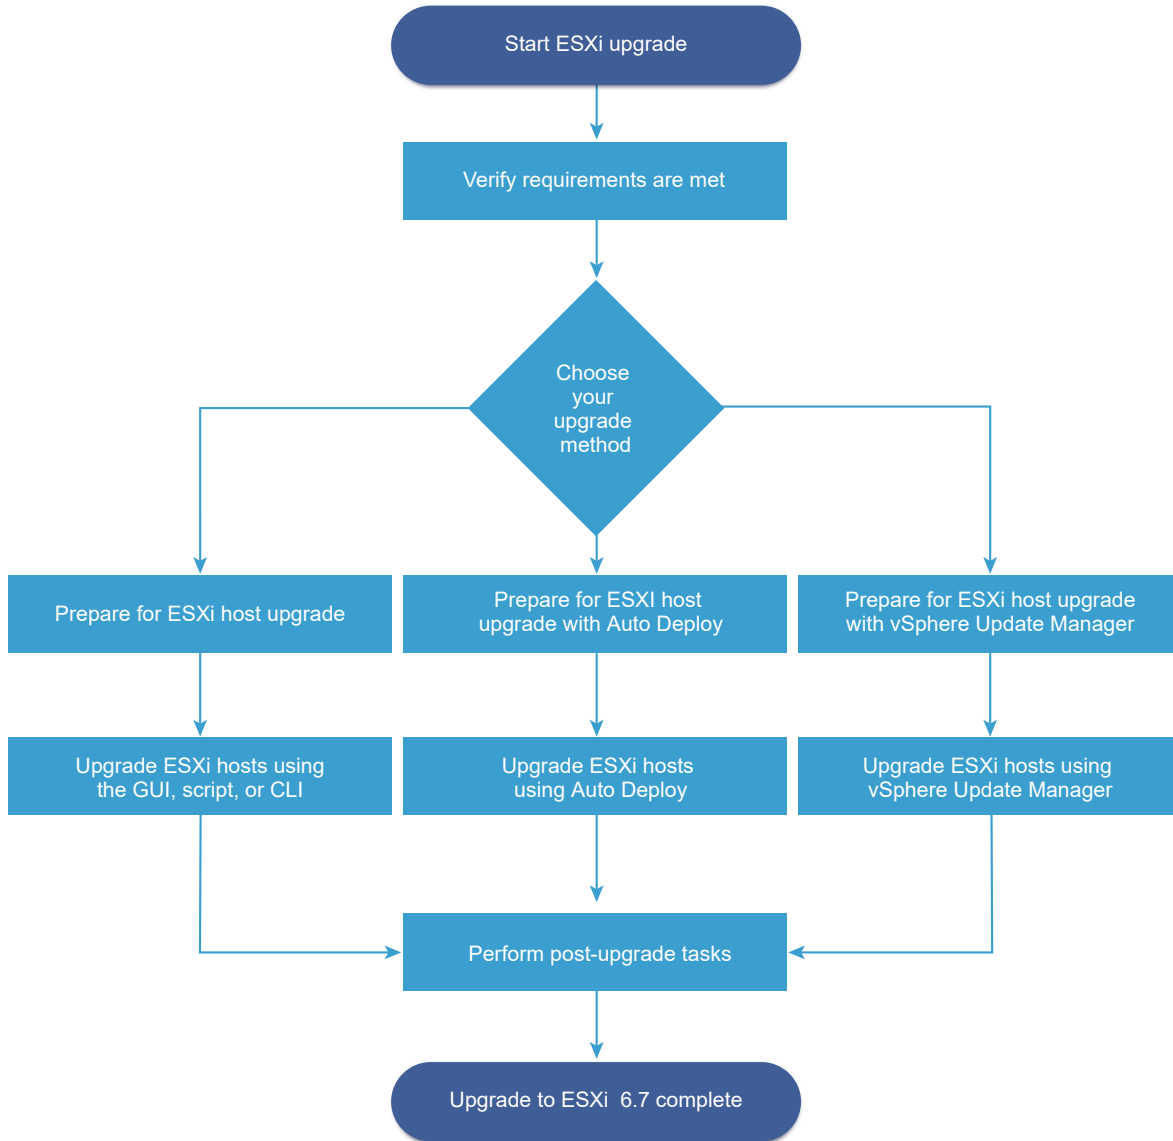 Start ESXi upgrade
Verify requirements are met
Choose
your
upgrade
method
Prepare for ESXi host upgrade
Prepare for ESXI host
upgrade with Auto Deploy
Prepare for ESXi host upgrade
with vSphere Update Manager
Upgrade ESXi hosts using
the GUI, script, or CLI
Upgrade ESXi hosts
using Auto Deploy
Upgrade ESXi hosts using
vSphere Update Manager
Perform post-upgrade tasks
Upgrade to ESXi  6.7 complete